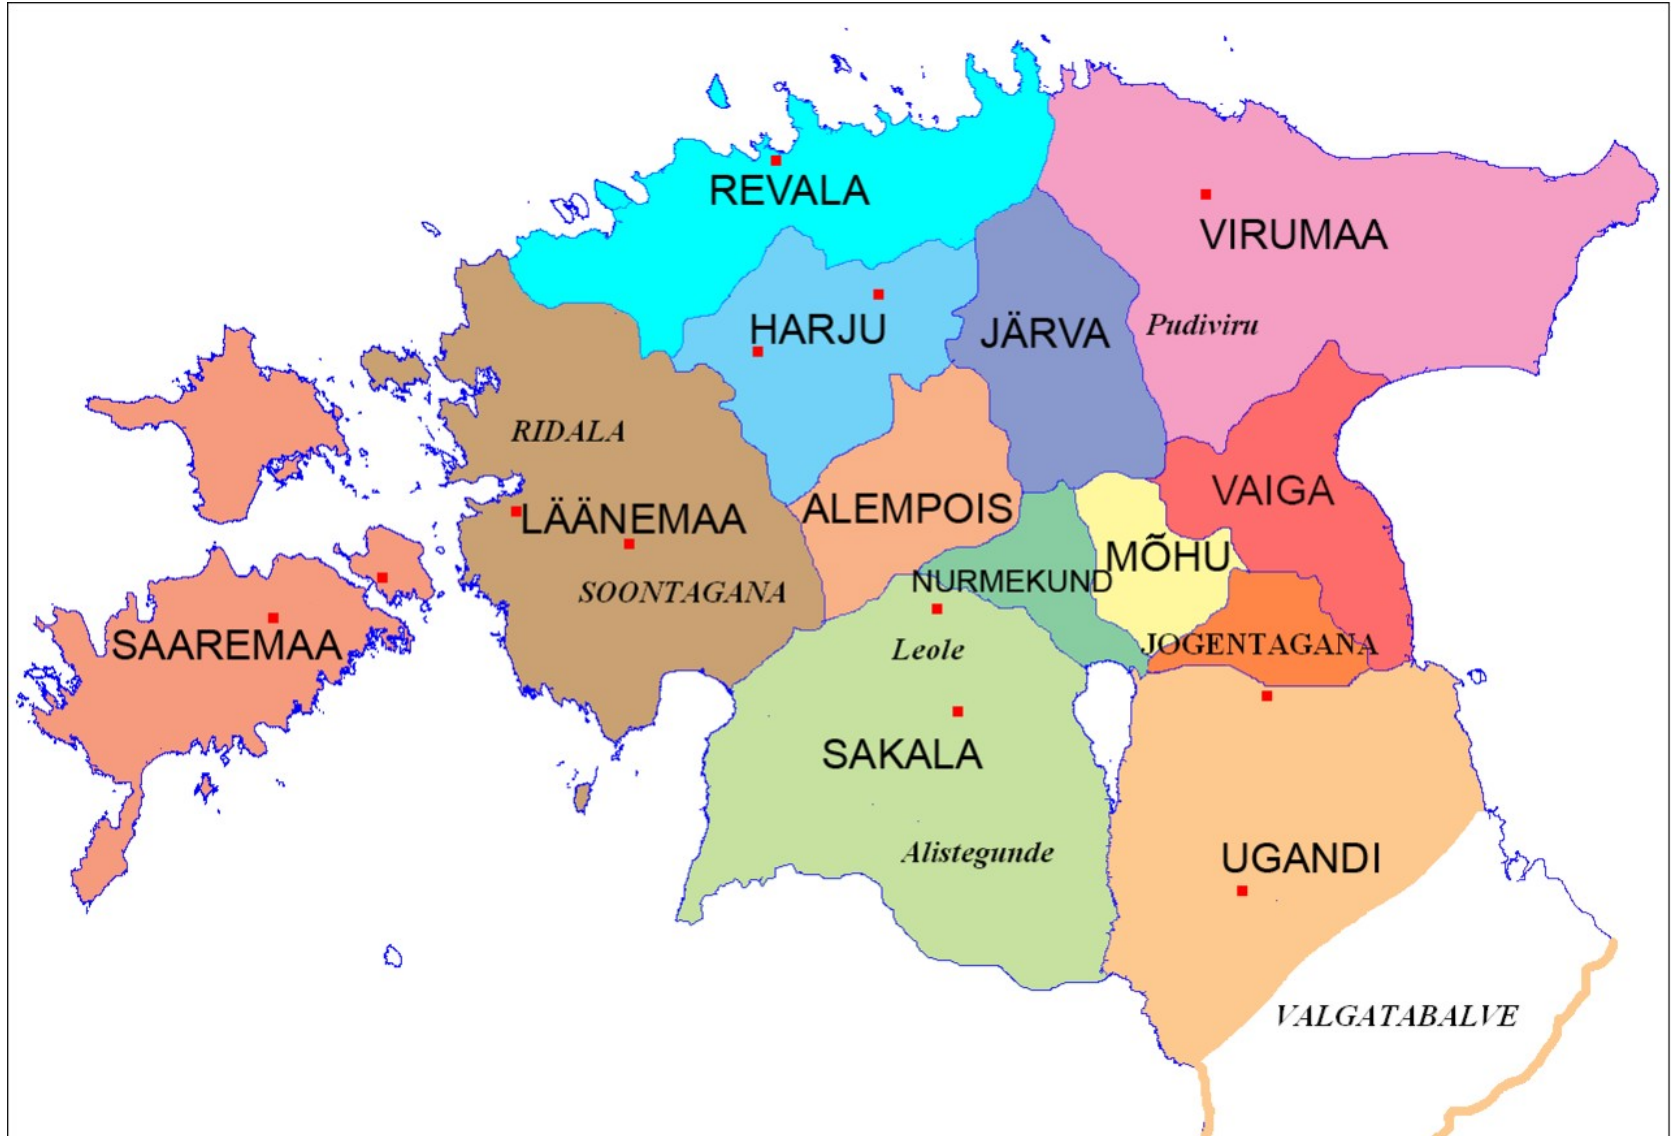 REVALA
VIRUMAA
HARJU
JÄRVA
Pudiviru
RIDALA
VAIGA
LÄÄNEMAA
ALEMPOIS
MÕHU
NURMEKUND
SOONTAGANA
SAAREMAA
JOGENTAGANA
Leole
SAKALA
Alistegunde
UGANDI
VALGATABALVE